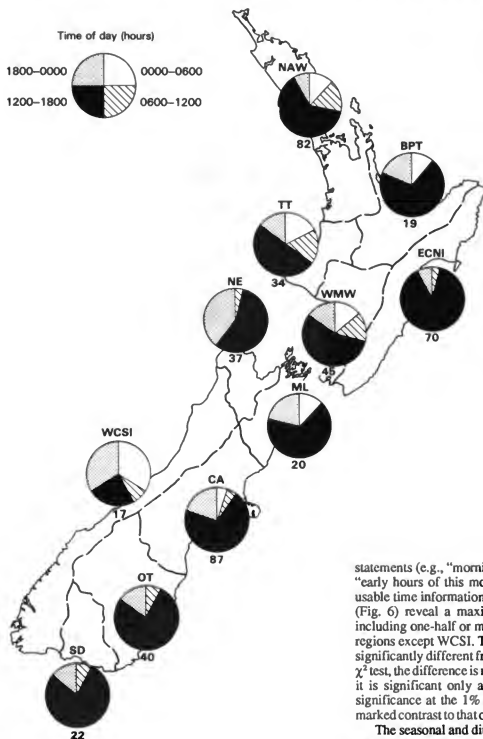 Time of day (hours)
1800–0000
0000–0600
1200–1800
0600–1200
NAW
82
BPT
19
TT
34
ECNI
70
NE
37
WMW
45
ML
20
WCSI
17
CA
87
OT
40
SD
22
statements (e.g., "morni
"early hours of this mo
usable time information
(Fig. 6) reveal a maxi
including one-half or m
regions except WCSI. T
significantly different fr
χ² test, the difference is r
it is significant only a
significance at the 1%
marked contrast to that c
The seasonal and diu